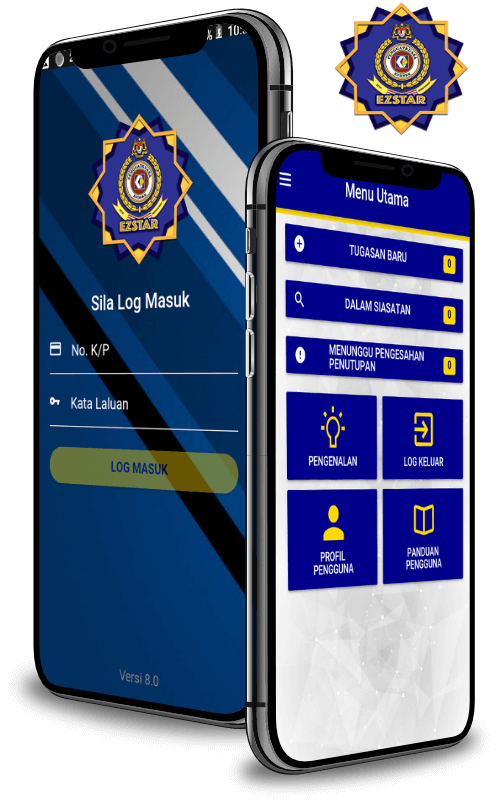 EZSTAR
10:
EZSTAR
Sila Log Masuk
No. K/P
Kata Laluan
LOG MASUK
Versi 8.0
Menu Utama
TUGASAN BARU
0
DALAM SIASATAN
0
MENUNGGU PENGESAHAN
PENUTUPAN
0
PENGENALAN
LOG KELUAR
PROFIL
PENGGUNA
PANDUAN
PENGGUNA